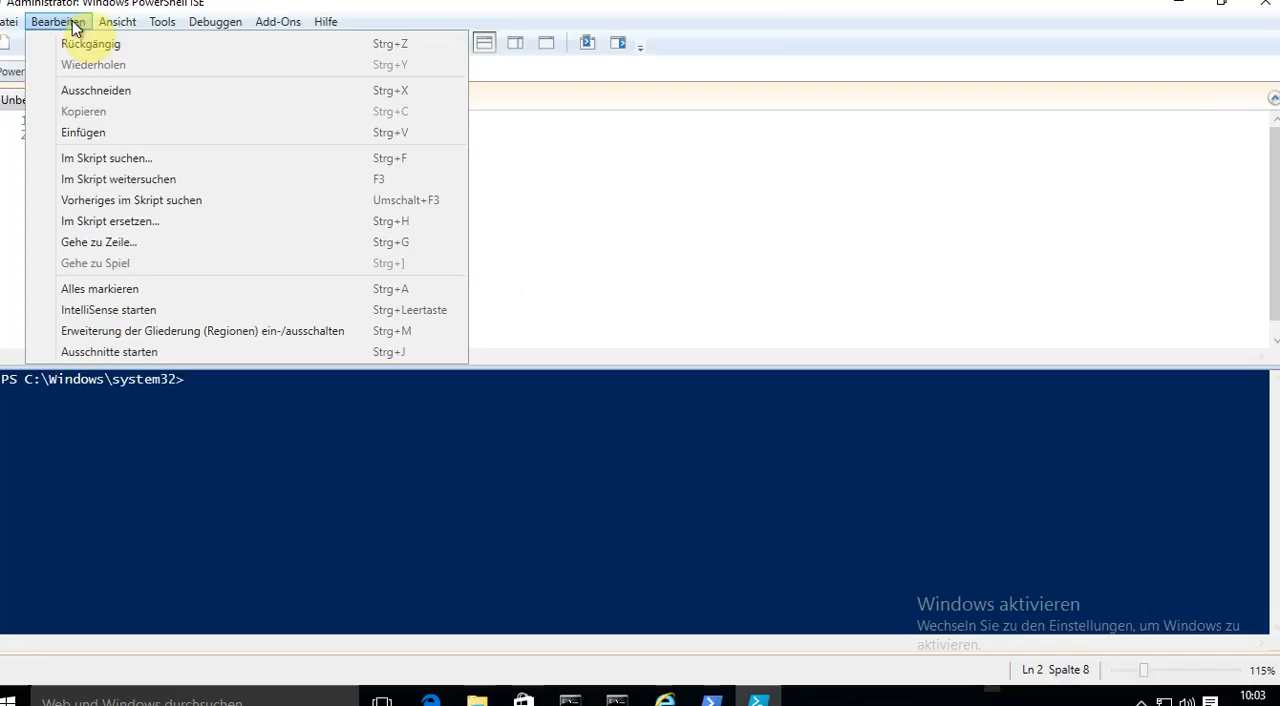 Administrator: Windows PowerShell ISE
atei Bearbeiten Ansicht Tools Debuggen Add-Ons Hilfe
Rückgängig Strg+Z
Wiederholen Strg+Y
Power
Ausschneiden Strg+X
Unbe
Kopieren Strg+C
Einfügen Strg+V
Im Skript suchen... Strg+F
Im Skript weitersuchen F3
Vorheriges im Skript suchen Umschalt+F3
Im Skript ersetzen... Strg+H
Gehe zu Zeile... Strg+G
Gehe zu Spiel Strg+]
Alles markieren Strg+A
IntelliSense starten Strg+Leertaste
Erweiterung der Gliederung (Regionen) ein-/ausschalten Strg+M
Ausschnitte starten Strg+J
PS C:\Windows\system32>
Windows aktivieren
Wechseln Sie zu den Einstellungen, um Windows zu
aktivieren.
Ln 2 Spalte 8 115%
Web und Windows durchsuchen
10:03